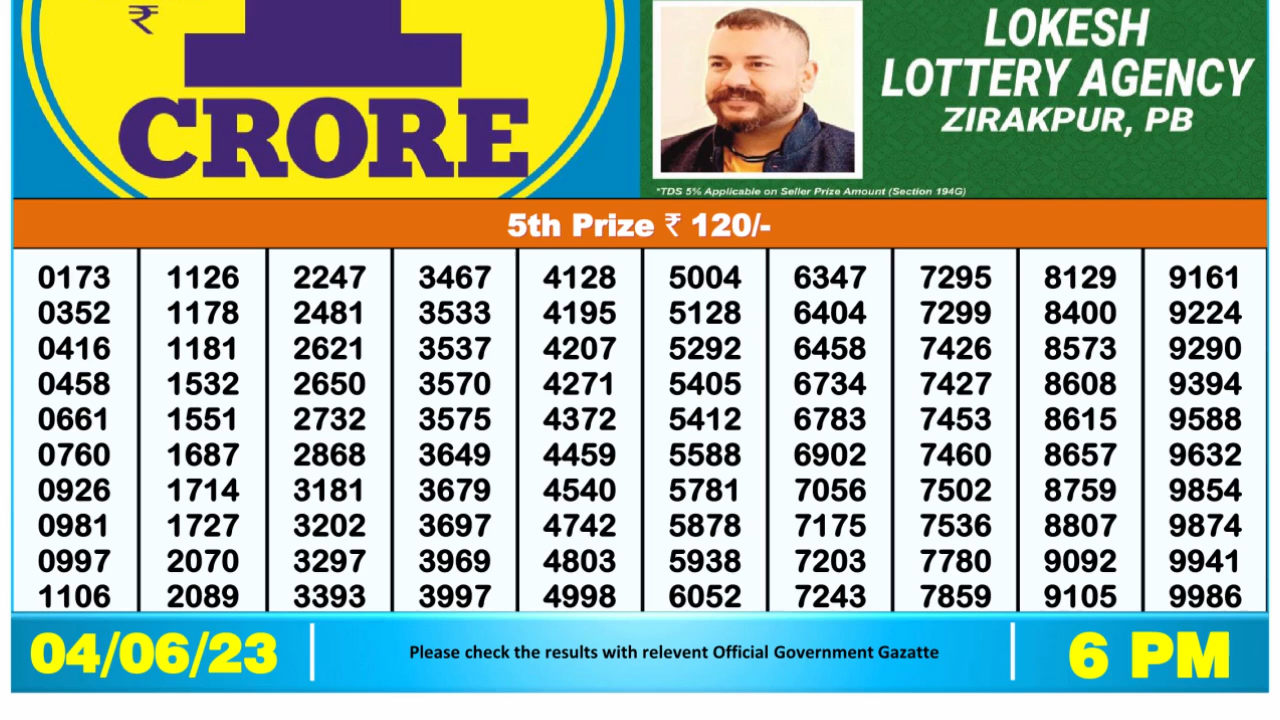 ₹
1
CRORE
LOKESH
LOTTERY AGENCY
ZIRAKPUR, PB
*TDS 5% Applicable on Seller Prize Amount (Section 194G)
5th Prize ₹ 120/-
0173 1126 2247 3467 4128 5004 6347 7295 8129 9161
0352 1178 2481 3533 4195 5128 6404 7299 8400 9224
0416 1181 2621 3537 4207 5292 6458 7426 8573 9290
0458 1532 2650 3570 4271 5405 6734 7427 8608 9394
0661 1551 2732 3575 4372 5412 6783 7453 8615 9588
0760 1687 2868 3649 4459 5588 6902 7460 8657 9632
0926 1714 3181 3679 4540 5781 7056 7502 8759 9854
0981 1727 3202 3697 4742 5878 7175 7536 8807 9874
0997 2070 3297 3969 4803 5938 7203 7780 9092 9941
1106 2089 3393 3997 4998 6052 7243 7859 9105 9986
04/06/23
Please check the results with relevent Official Government Gazatte
6 PM